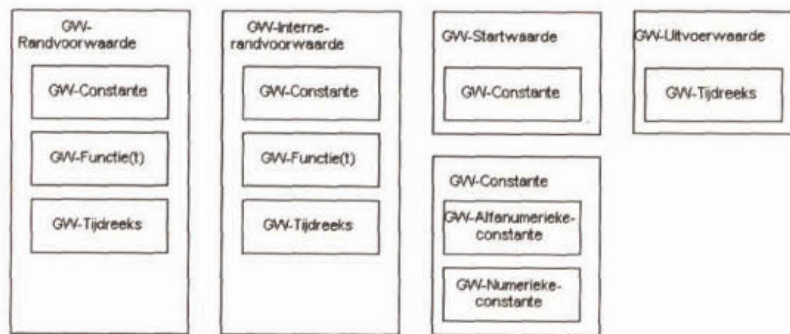 GW-
Randvoorwaarde
GW-Constante
GW-Functie(t)
GW-Tijdreeks
GW-Interne-
randvoorwaarde
GW-Constante
GW-Functie(t)
GW-Tijdreeks
GW-Startwaarde
GW-Constante
GW-Constante
GW-Alfanumerieke-
constante
GW-Numerieke-
constante
GW-Uitvoerwaarde
GW-Tijdreeks